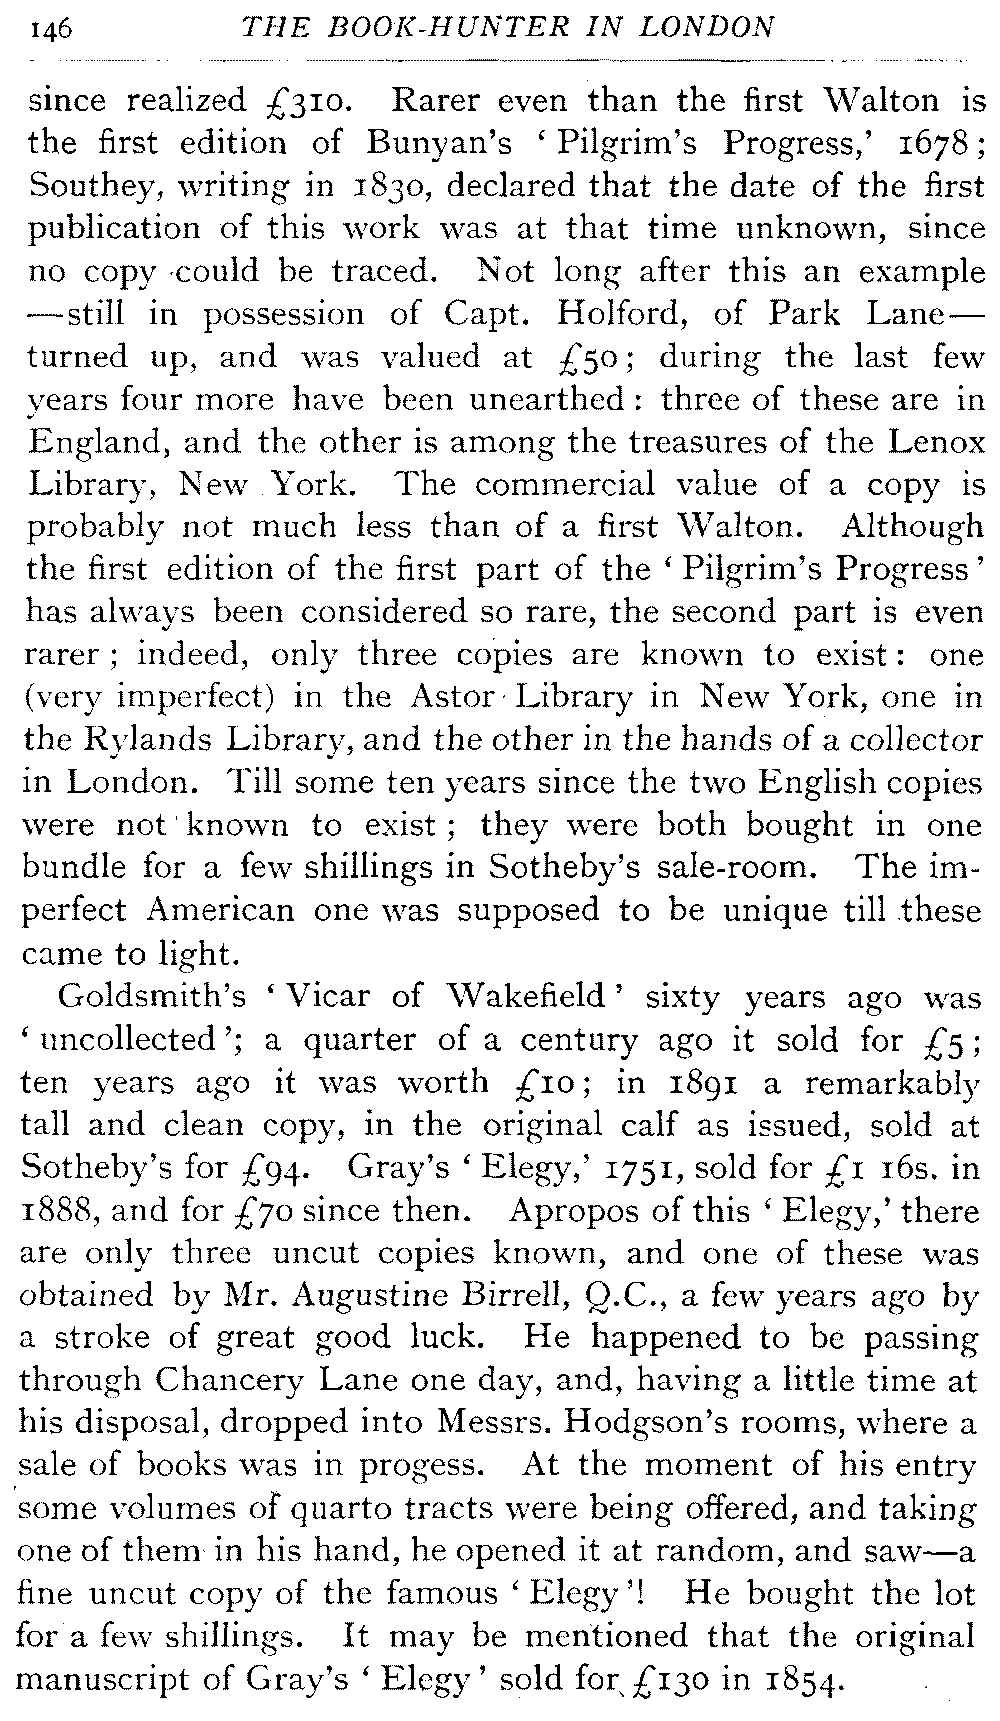 146 THE BOOK-HUNTER IN LONDON
since realized £310. Rarer even than the first Walton is
the first edition of Bunyan's ‘ Pilgrim's Progress,’ 1678 ;
Southey, writing in 1830, declared that the date of the first
publication of this work was at that time unknown, since
no copy could be traced. Not long after this an example
—still in possession of Capt. Holford, of Park Lane—
turned up, and was valued at £50 ; during the last few
years four more have been unearthed : three of these are in
England, and the other is among the treasures of the Lenox
Library, New York. The commercial value of a copy is
probably not much less than of a first Walton. Although
the first edition of the first part of the ‘ Pilgrim's Progress ’
has always been considered so rare, the second part is even
rarer ; indeed, only three copies are known to exist : one
(very imperfect) in the Astor Library in New York, one in
the Rylands Library, and the other in the hands of a collector
in London. Till some ten years since the two English copies
were not known to exist ; they were both bought in one
bundle for a few shillings in Sotheby's sale-room. The im-
perfect American one was supposed to be unique till these
came to light.
Goldsmith's ‘ Vicar of Wakefield ’ sixty years ago was
‘ uncollected ’; a quarter of a century ago it sold for £5 ;
ten years ago it was worth £10 ; in 1891 a remarkably
tall and clean copy, in the original calf as issued, sold at
Sotheby's for £94. Gray's ‘ Elegy,’ 1751, sold for £1 16s. in
1888, and for £70 since then. Apropos of this ‘ Elegy,’ there
are only three uncut copies known, and one of these was
obtained by Mr. Augustine Birrell, Q.C., a few years ago by
a stroke of great good luck. He happened to be passing
through Chancery Lane one day, and, having a little time at
his disposal, dropped into Messrs. Hodgson's rooms, where a
sale of books was in progess. At the moment of his entry
some volumes of quarto tracts were being offered, and taking
one of them in his hand, he opened it at random, and saw—a
fine uncut copy of the famous ‘ Elegy ’! He bought the lot
for a few shillings. It may be mentioned that the original
manuscript of Gray's ‘ Elegy ’ sold for £130 in 1854.